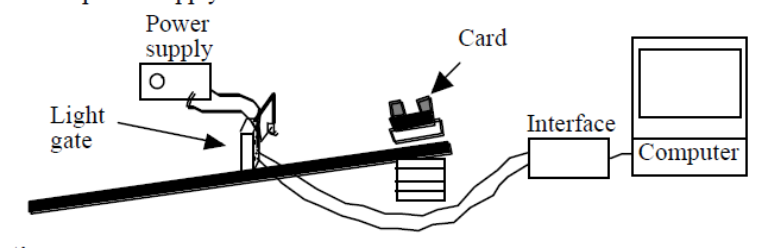 Power
supply
Card
Light
gate
Interface
Computer